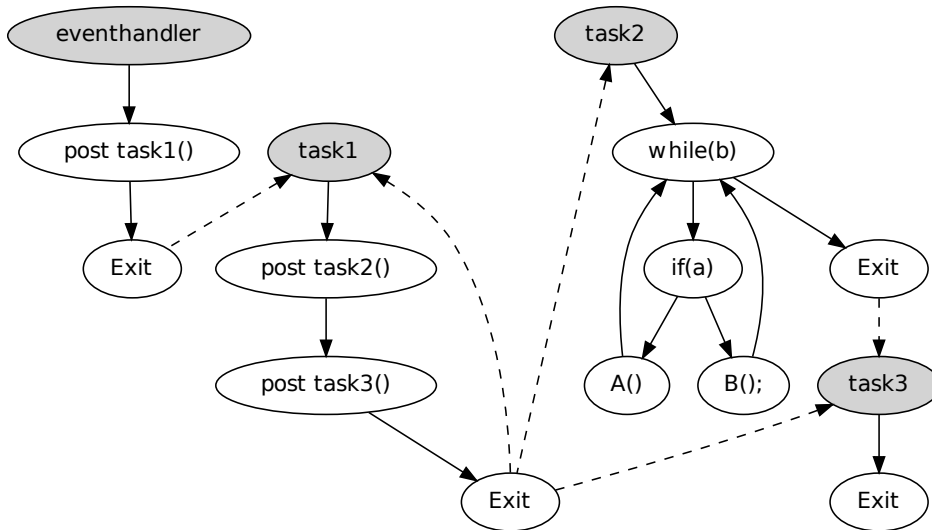 eventhandler
task2
post task1()
task1
while(b)
Exit
post task2()
if(a)
Exit
post task3()
A()
B();
task3
Exit
Exit